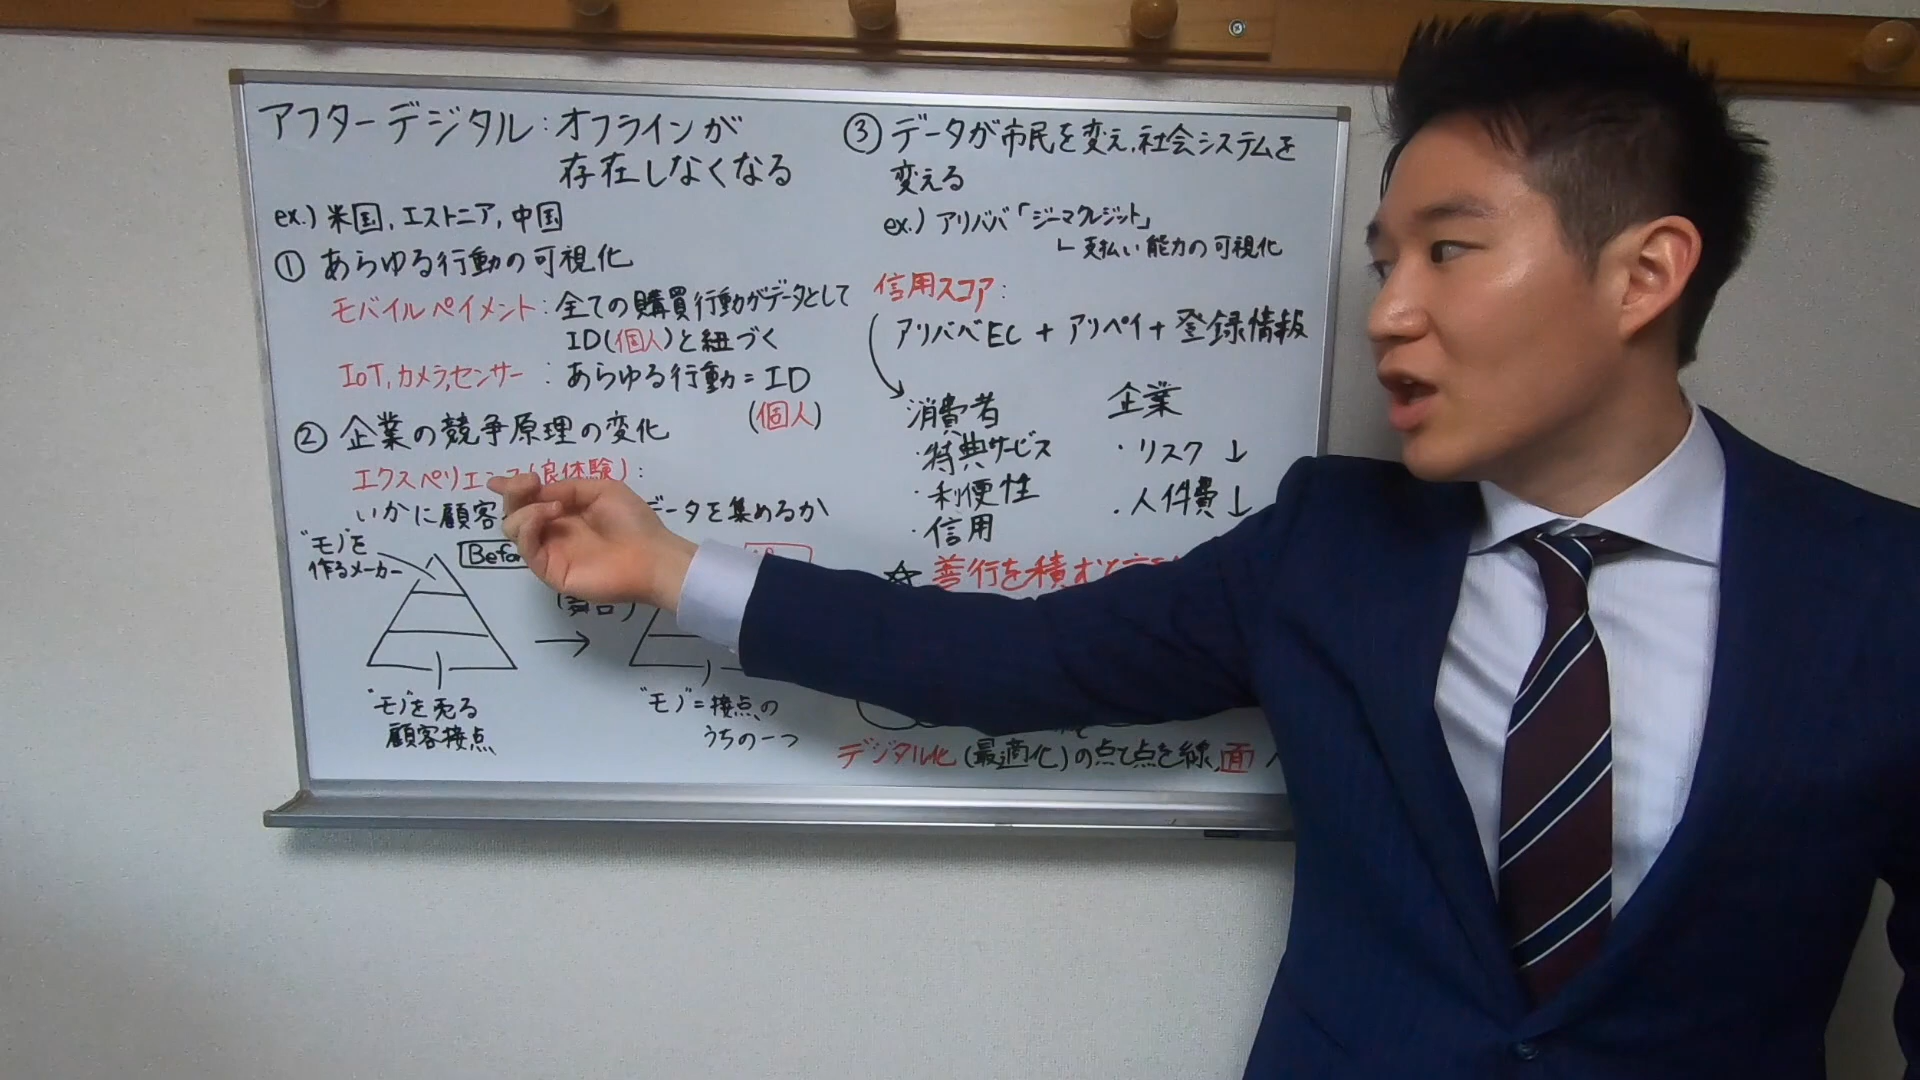 アフターデジタル:オフラインが
存在しなくなる
ex.) 米国, エストニア, 中国
① あらゆる行動の可視化
モバイルペイメント:全ての購買行動がデータとして
ID(個人)と紐づく
IoT,カメラ,センサー:あらゆる行動=ID
(個人)
② 企業の競争原理の変化
エクスペリエンス(良体験):
いかに顧客 データを集めるか
"モノ"を
作るメーカー
"モノ"を売る
顧客接点
→
"モノ"=接点の
うちの一つ
③ データが市民を変え,社会システムを
変える
ex.) アリババ「ジーマクレジット」
支払い能力の可視化
信用スコア:
アリババEC + アリペイ + 登録情報
消費者
・特典サービス
・利便性
・信用
企業
・リスク↓
・人件費↓
☆ 善行を積むと
デジタル化(最適化)の点で点を線,面